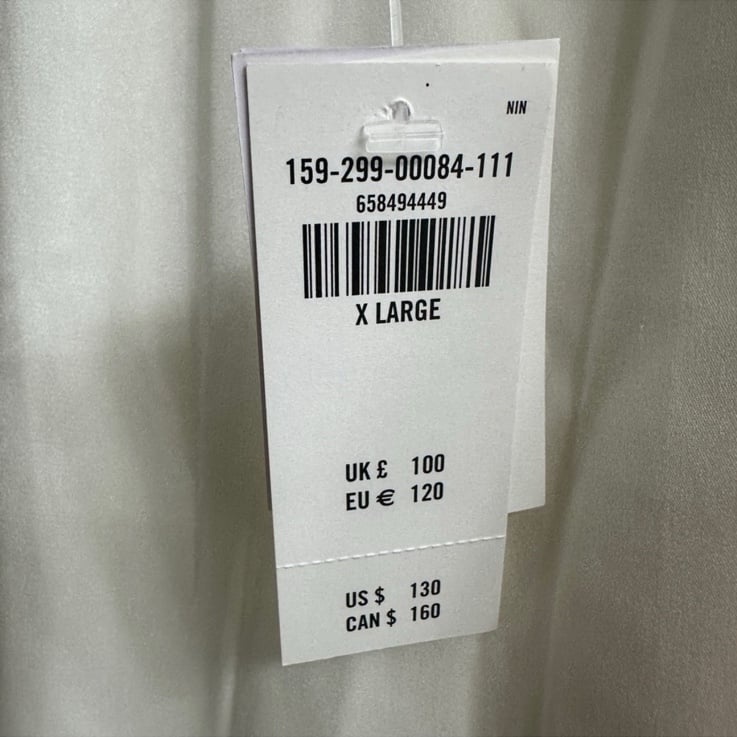 NIN
159-299-00084-111
658494449
X LARGE
UK £ 100
EU € 120
US $ 130
CAN $ 160